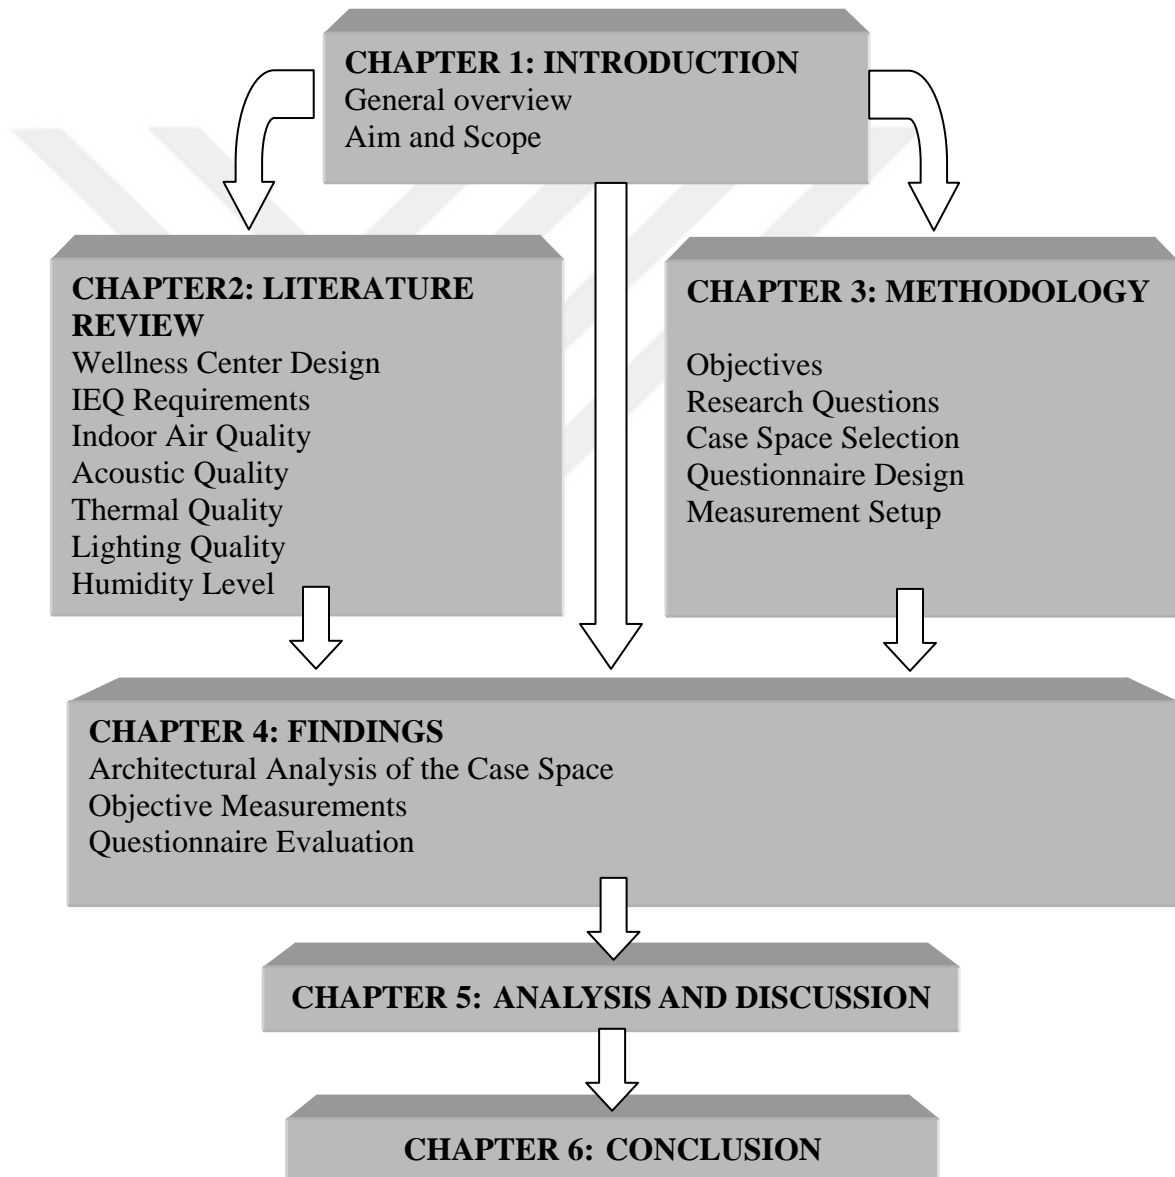 CHAPTER 1: INTRODUCTION
General overview
Aim and Scope
CHAPTER2: LITERATURE
REVIEW
Wellness Center Design
IEQ Requirements
Indoor Air Quality
Acoustic Quality
Thermal Quality
Lighting Quality
Humidity Level
CHAPTER 3: METHODOLOGY
Objectives
Research Questions
Case Space Selection
Questionnaire Design
Measurement Setup
CHAPTER 4: FINDINGS
Architectural Analysis of the Case Space
Objective Measurements
Questionnaire Evaluation
CHAPTER 5: ANALYSIS AND DISCUSSION
CHAPTER 6: CONCLUSION